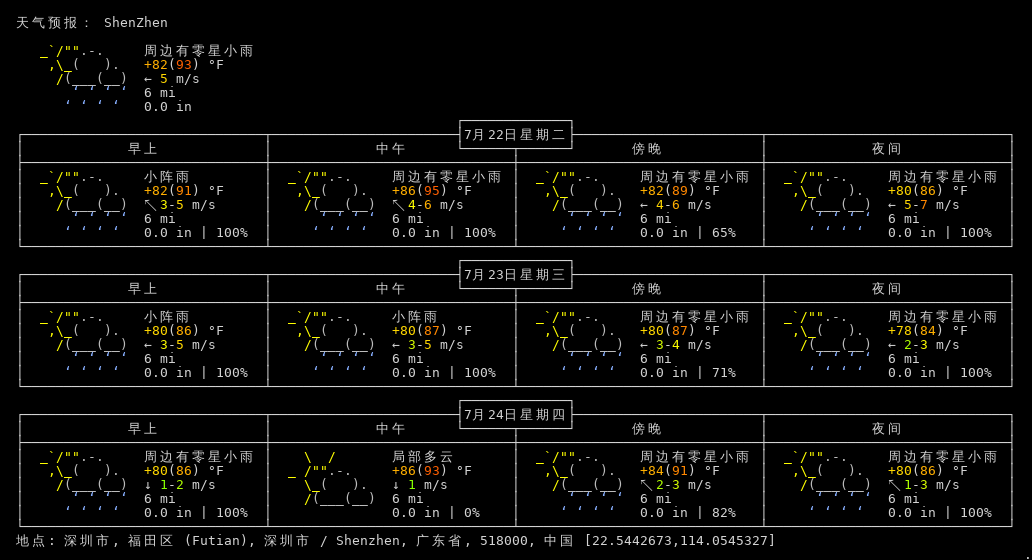 天气预报： ShenZhen
周边有零星小雨
+82(93) °F
← 5 m/s
6 mi
0.0 in
7月22日星期二
早上 中午 傍晚 夜间
小阵雨 周边有零星小雨 周边有零星小雨 周边有零星小雨
+82(91) °F +86(95) °F +82(89) °F +80(86) °F
↖ 3-5 m/s ↖ 4-6 m/s ← 4-6 m/s ← 5-7 m/s
6 mi 6 mi 6 mi 6 mi
0.0 in | 100% 0.0 in | 100% 0.0 in | 65% 0.0 in | 100%
7月23日星期三
早上 中午 傍晚 夜间
小阵雨 小阵雨 周边有零星小雨 周边有零星小雨
+80(86) °F +80(87) °F +80(87) °F +78(84) °F
← 3-5 m/s ← 3-5 m/s ← 3-4 m/s ← 2-3 m/s
6 mi 6 mi 6 mi 6 mi
0.0 in | 100% 0.0 in | 100% 0.0 in | 71% 0.0 in | 100%
7月24日星期四
早上 中午 傍晚 夜间
周边有零星小雨 局部多云 周边有零星小雨 周边有零星小雨
+80(86) °F +86(93) °F +84(91) °F +80(86) °F
↓ 1-2 m/s ↓ 1 m/s ↖ 2-3 m/s ↖ 1-3 m/s
6 mi 6 mi 6 mi 6 mi
0.0 in | 100% 0.0 in | 0% 0.0 in | 82% 0.0 in | 100%
地点: 深圳市, 福田区 (Futian), 深圳市 / Shenzhen, 广东省, 518000, 中国 [22.5442673,114.0545327]